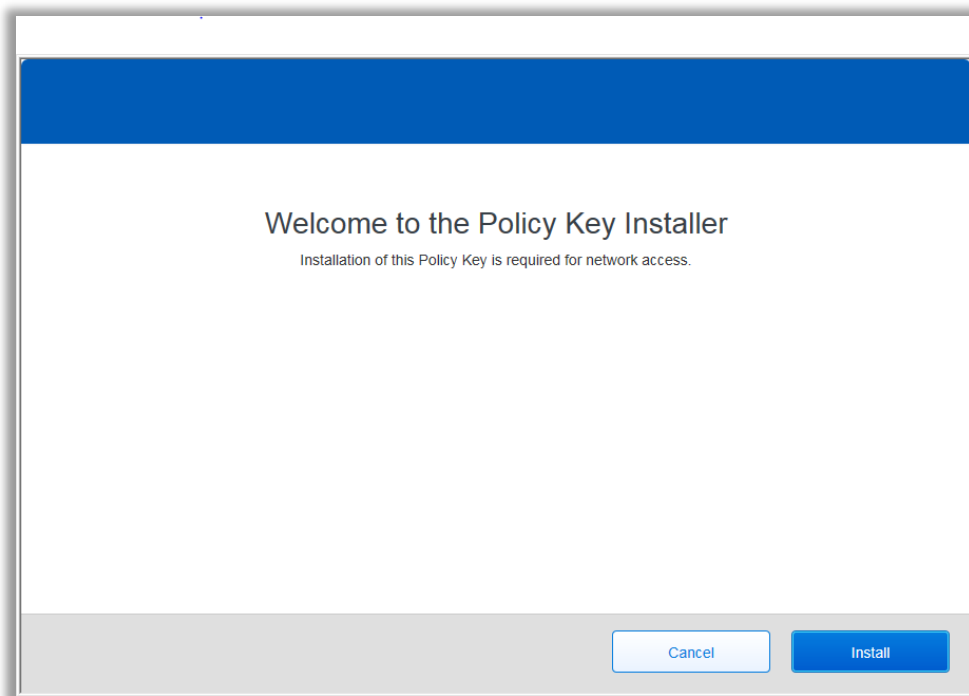 Welcome to the Policy Key Installer
Installation of this Policy Key is required for network access.
Cancel
Install